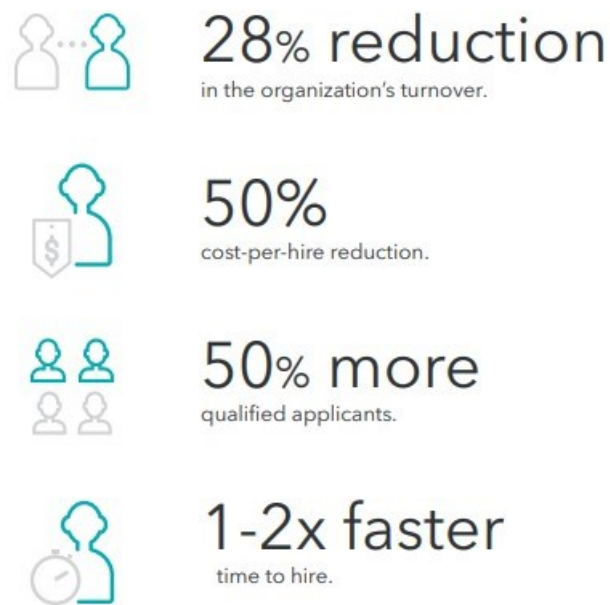 28% reduction
in the organization's turnover.
$
50%
cost-per-hire reduction.
50% more
qualified applicants.
1-2x faster
time to hire.